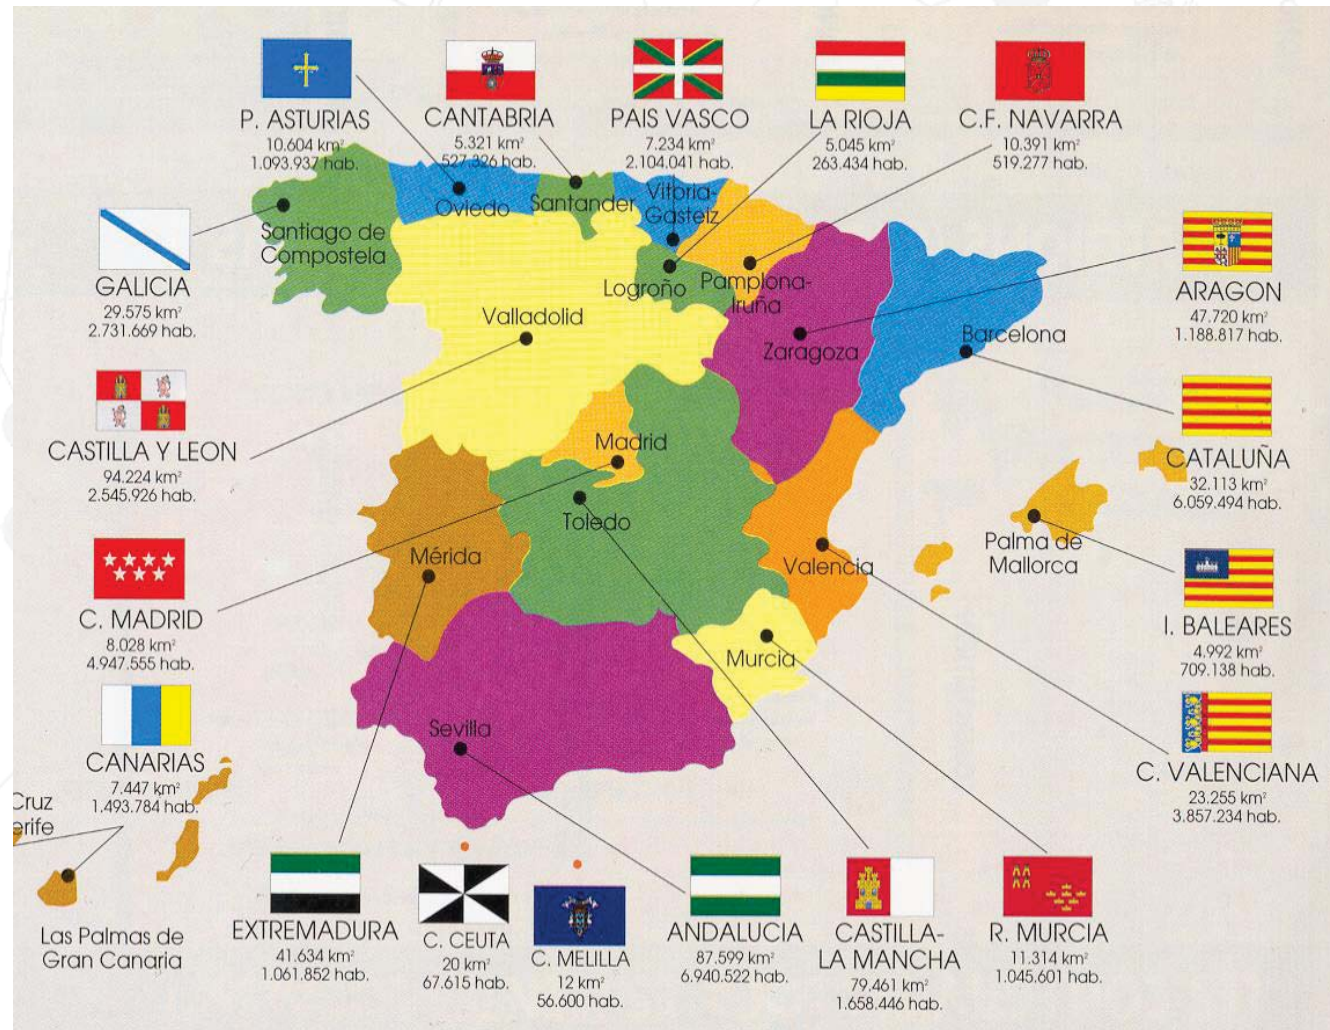 P. ASTURIAS
10.604 km²
1.093.937 hab.
CANTABRIA
5.321 km²
527.326 hab.
PAIS VASCO
7.234 km²
2.104.041 hab.
LA RIOJA
5.045 km²
263.434 hab.
C.F. NAVARRA
10.391 km²
519.277 hab.
GALICIA
29.575 km²
2.731.669 hab.
CASTILLA Y LEON
94.224 km²
2.545.926 hab.
C. MADRID
8.028 km²
4.947.555 hab.
CANARIAS
7.447 km²
1.493.784 hab.
Cruz
erife
Las Palmas de
Gran Canaria
Santiago de
Compostela
Oviedo
Santander
Vitoria-
Gasteiz
Logroño
Pamplona-
Iruña
Valladolid
Zaragoza
Barcelona
Madrid
Toledo
Mérida
Valencia
Palma de
Mallorca
Murcia
Sevilla
ARAGON
47.720 km²
1.188.817 hab.
CATALUÑA
32.113 km²
6.059.494 hab.
I. BALEARES
4.992 km²
709.138 hab.
C. VALENCIANA
23.255 km²
3.857.234 hab.
EXTREMADURA
41.634 km²
1.061.852 hab.
C. CEUTA
20 km²
67.615 hab.
C. MELILLA
12 km²
56.600 hab.
ANDALUCIA
87.599 km²
6.940.522 hab.
CASTILLA-
LA MANCHA
79.461 km²
1.658.446 hab.
R. MURCIA
11.314 km²
1.045.601 hab.